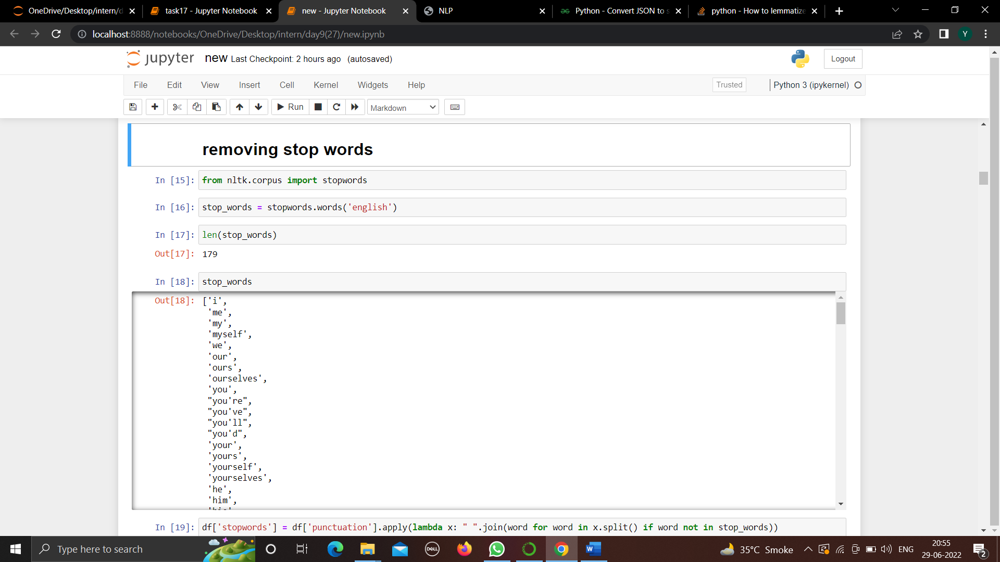 OneDrive/Desktop/intern/d
task17 - Jupyter Notebook
new - Jupyter Notebook
NLP
Python - Convert JSON to s
python - How to lemmatize
localhost:8888/notebooks/OneDrive/Desktop/intern/day9(27)/new.ipynb
Y
jupyter new Last Checkpoint: 2 hours ago (autosaved)
Logout
File Edit View Insert Cell Kernel Widgets Help
Trusted
Python 3 (ipykernel)
Run
Markdown
removing stop words
In [15]: from nltk.corpus import stopwords
In [16]: stop_words = stopwords.words('english')
In [17]: len(stop_words)
Out[17]: 179
In [18]: stop_words
Out[18]: ['i',
'me',
'my',
'myself',
'we',
'our',
'ours',
'ourselves',
'you',
"you're",
"you've",
"you'll",
"you'd",
'your',
'yours',
'yourself',
'yourselves',
'he',
'him',
In [19]: df['stopwords'] = df['punctuation'].apply(lambda x: " ".join(word for word in x.split() if word not in stop_words))
Type here to search
DELL
W
35°C Smoke
ENG
20:55
29-06-2022
2